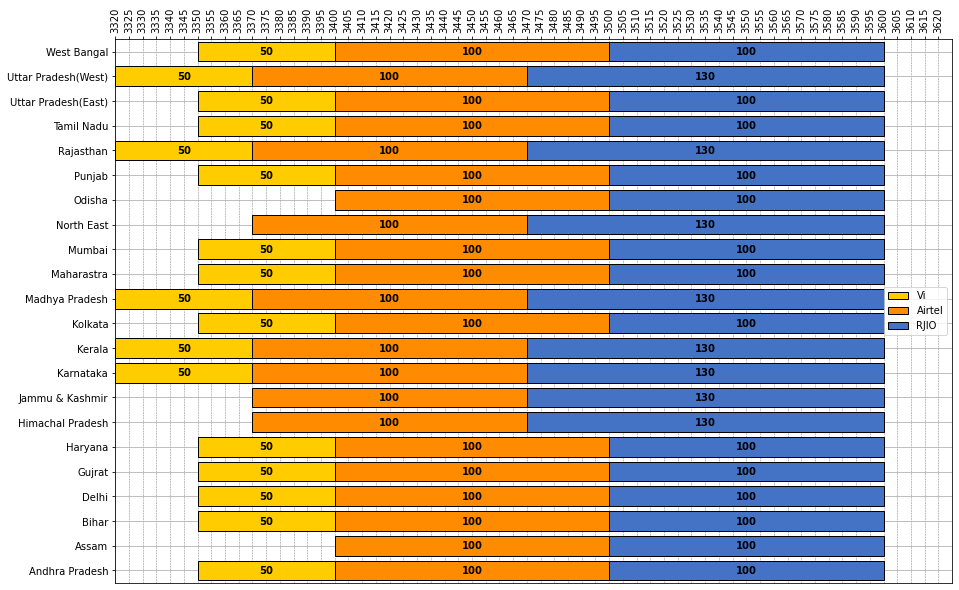 3320 3325 3330 3335 3340 3345 3350 3355 3360 3365 3370 3375 3380 3385 3390 3395 3400 3405 3410 3415 3420 3425 3430 3435 3440 3445 3450 3455 3460 3465 3470 3475 3480 3485 3490 3495 3500 3505 3510 3515 3520 3525 3530 3535 3540 3545 3550 3555 3560 3565 3570 3575 3580 3585 3590 3595 3600 3605 3610 3615 3620
West Bangal 50 100 100
Uttar Pradesh(West) 50 100 130
Uttar Pradesh(East) 50 100 100
Tamil Nadu 50 100 100
Rajasthan 50 100 130
Punjab 50 100 100
Odisha 100 100
North East 100 130
Mumbai 50 100 100
Maharastra 50 100 100
Madhya Pradesh 50 100 130
Vi
Airtel
RJIO
Kolkata 50 100 100
Kerala 50 100 130
Karnataka 50 100 130
Jammu & Kashmir 100 130
Himachal Pradesh 100 130
Haryana 50 100 100
Gujrat 50 100 100
Delhi 50 100 100
Bihar 50 100 100
Assam 100 100
Andhra Pradesh 50 100 100